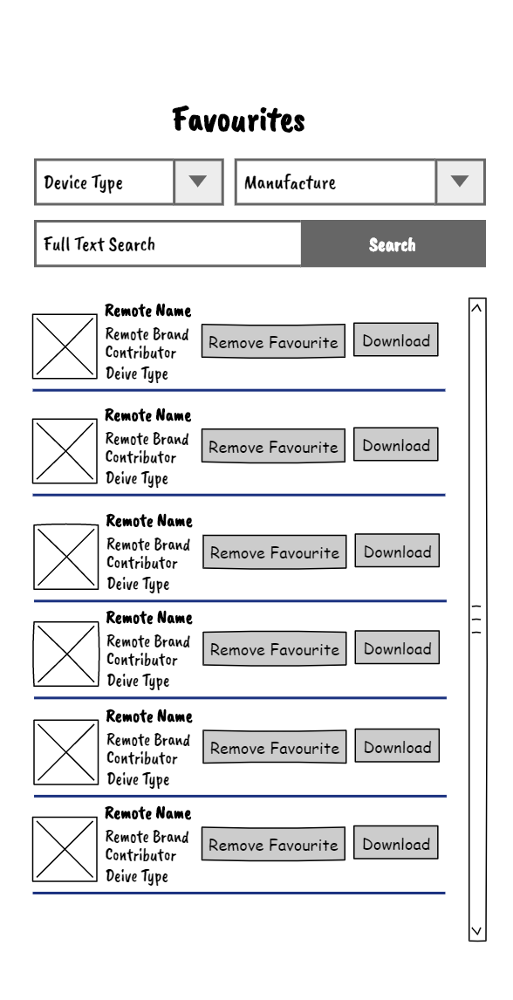 Favourites
Device Type
Manufacture
Full Text Search
Search
Remote Name
Remote Brand
Contributor
Deive Type
Remove Favourite
Download
Remote Name
Remote Brand
Contributor
Deive Type
Remove Favourite
Download
Remote Name
Remote Brand
Contributor
Deive Type
Remove Favourite
Download
Remote Name
Remote Brand
Contributor
Deive Type
Remove Favourite
Download
Remote Name
Remote Brand
Contributor
Deive Type
Remove Favourite
Download
Remote Name
Remote Brand
Contributor
Deive Type
Remove Favourite
Download